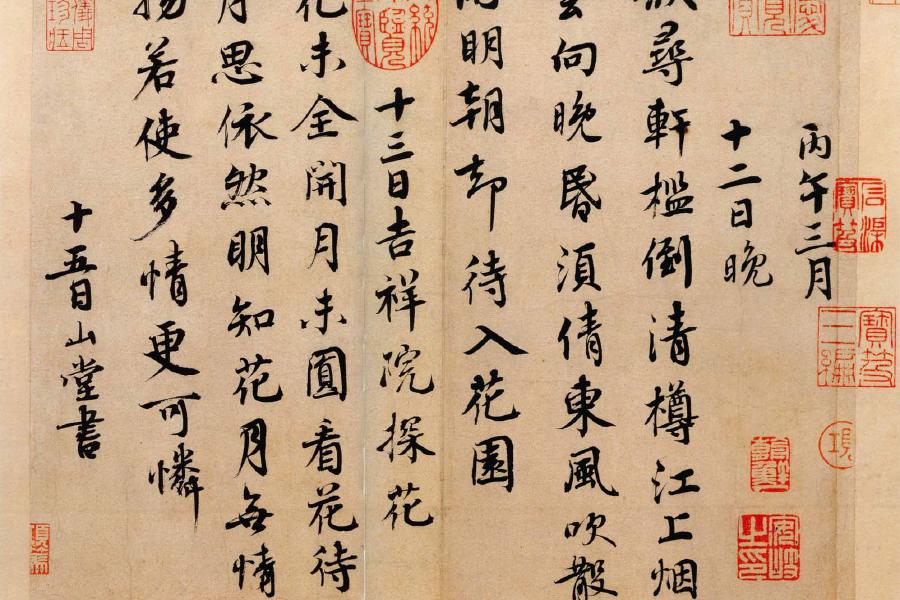 丙午三月
十二日晚
欲尋軒檻倒清樽江上烟
雲向晚昏須倩東風吹散
雨明朝却待入花園
十三日吉祥院探花
花未全開月未圓看花待
月思依然明知花月無情
物若使多情更可憐
十五日山堂書